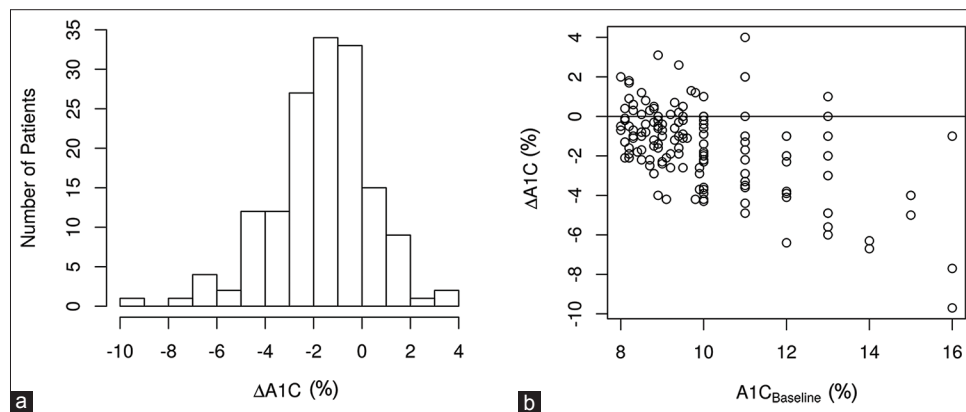 Number of Patients
35
30
25
20
15
10
5
0
-10 -8 -6 -4 -2 0 2 4
ΔA1C (%)
a
ΔA1C (%)
4
2
0
-2
-4
-6
-8
-10
8 10 12 14 16
A1CBaseline (%)
b